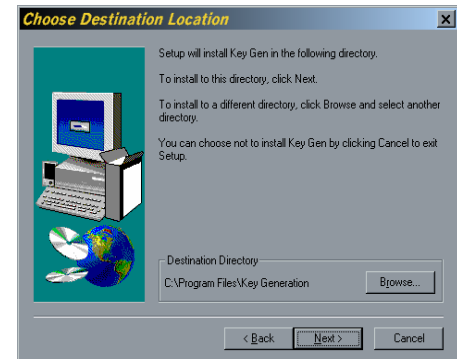 Choose Destination Location
Setup will install Key Gen in the following directory.
To install to this directory, click Next.
To install to a different directory, click Browse and select another
directory.
You can choose not to install Key Gen by clicking Cancel to exit
Setup.
Destination Directory
C:\Program Files\Key Generation
Browse...
< Back
Next >
Cancel